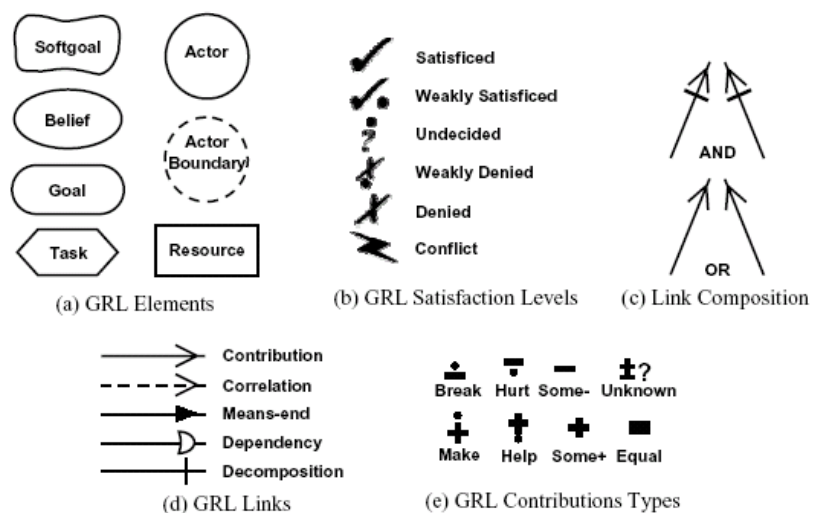 Softgoal
Actor
Belief
Actor
Boundary
Goal
Task
Resource
(a) GRL Elements
Satisficed
Weakly Satisficed
Undecided
Weakly Denied
Denied
Conflict
(b) GRL Satisfaction Levels
AND
OR
(c) Link Composition
Contribution
Correlation
Means-end
Dependency
Decomposition
(d) GRL Links
?
Break Hurt Some- Unknown
Make Help Some+ Equal
(e) GRL Contributions Types